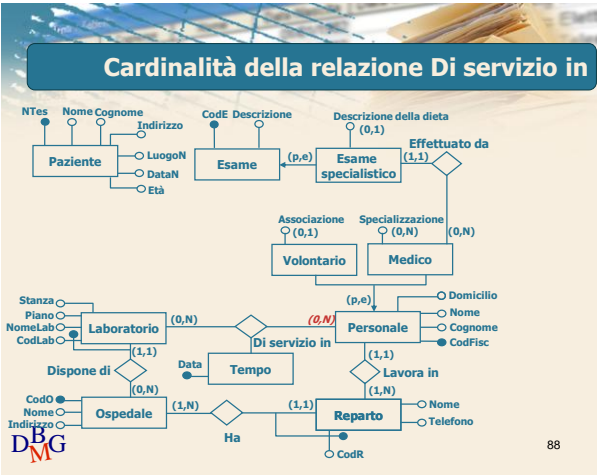 Cardinalità della relazione Di servizio in
NTes Nome Cognome
Indirizzo
Paziente
LuogoN
DataN
Età
CodE Descrizione
Esame
(p,e)
Descrizione della dieta
(0,1)
Esame
specialistico
(1,1)
Effettuato da
(0,N)
Associazione
(0,1)
Volontario
Specializzazione
(0,N)
Medico
(p,e)
Stanza
Piano
NomeLab
CodLab
Laboratorio
(0,N)
(0,N)
Di servizio in
Personale
Domicilio
Nome
Cognome
CodFisc
(1,1)
Dispone di
(0,N)
Data
Tempo
(1,1)
Lavora in
(1,N)
CodO
Nome
Indirizzo
Ospedale
(1,N)
Ha
(1,1)
Reparto
Nome
Telefono
CodR
DBMG
88